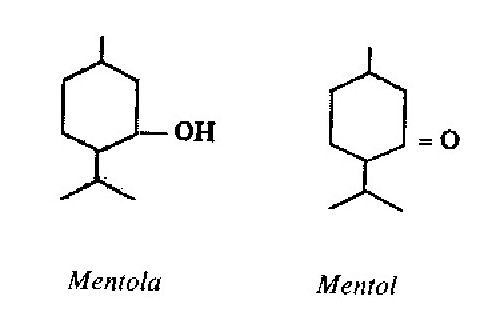 OH
= O
Mentola
Mentol